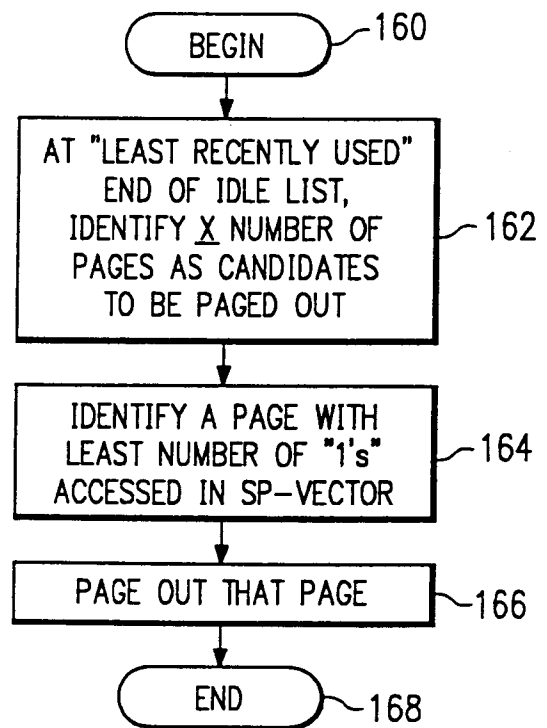 BEGIN
160
AT "LEAST RECENTLY USED"
END OF IDLE LIST,
IDENTIFY X NUMBER OF
PAGES AS CANDIDATES
TO BE PAGED OUT
162
IDENTIFY A PAGE WITH
LEAST NUMBER OF "1's"
ACCESSED IN SP-VECTOR
164
PAGE OUT THAT PAGE
166
END
168